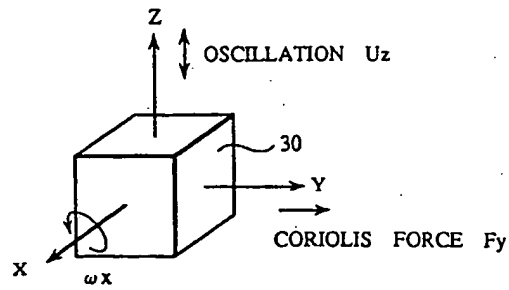 Z
OSCILLATION Uz
30
Y
CORIOLIS FORCE Fy
X
ωx